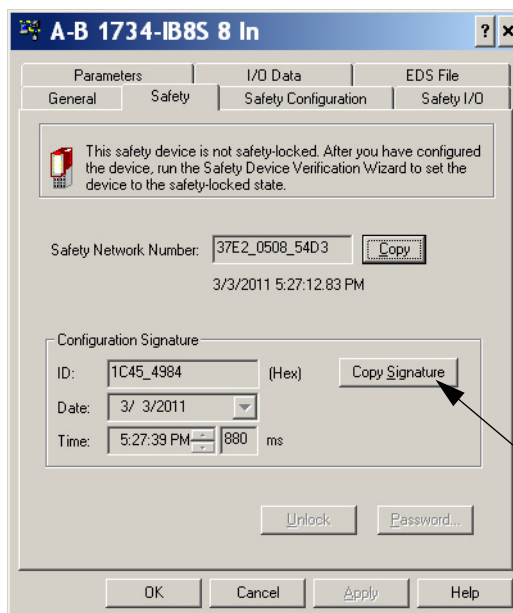 A-B 1734-IB8S 8 In
Parameters I/O Data EDS File
General Safety Safety Configuration Safety I/O
This safety device is not safety-locked. After you have configured
the device, run the Safety Device Verification Wizard to set the
device to the safety-locked state.
Safety Network Number: 37E2_0508_54D3 Copy
3/3/2011 5:27:12.83 PM
Configuration Signature
ID: 1C45_4984 (Hex) Copy Signature
Date: 3/ 3/2011
Time: 5:27:39 PM 880 ms
Unlock Password...
OK Cancel Apply Help